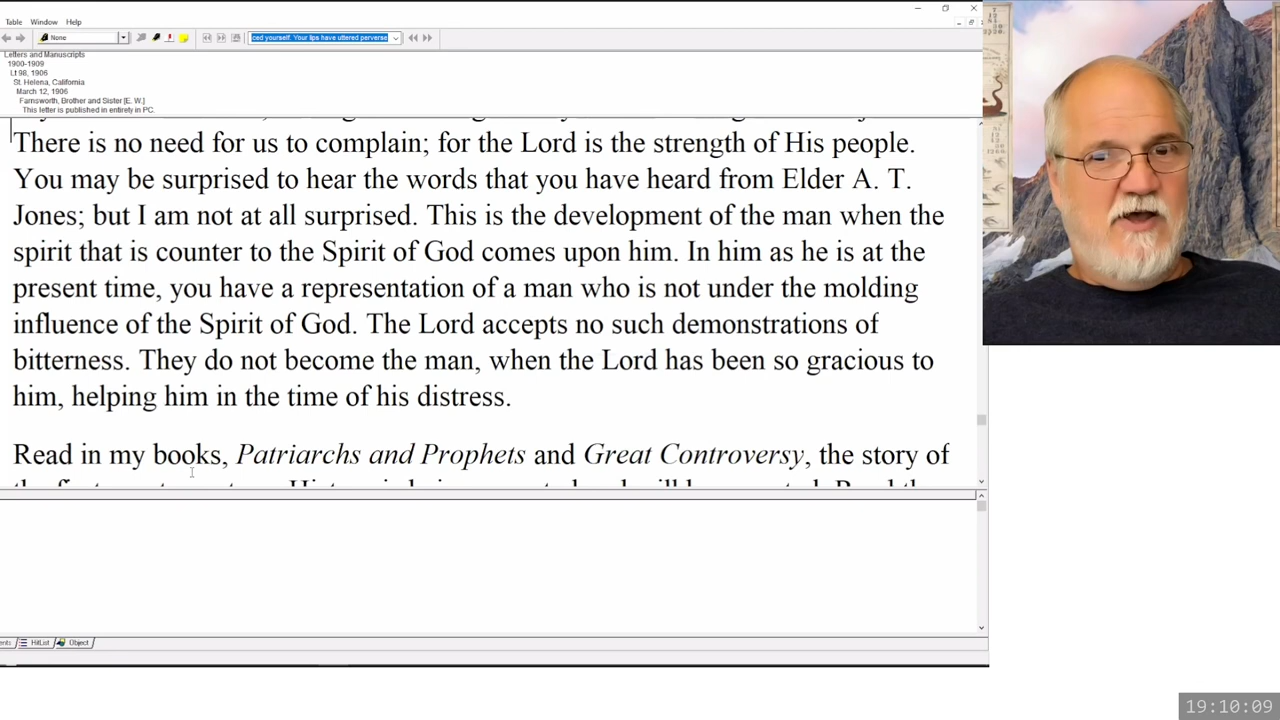 Table Window Help
None
ced yourself. Your lips have uttered perverse
Letters and Manuscripts
1900-1909
Lt 98, 1906
St. Helena, California
March 12, 1906
Farnsworth, Brother and Sister [E. W.]
This letter is published in entirety in PC.
There is no need for us to complain; for the Lord is the strength of His people.
You may be surprised to hear the words that you have heard from Elder A. T.
Jones; but I am not at all surprised. This is the development of the man when the
spirit that is counter to the Spirit of God comes upon him. In him as he is at the
present time, you have a representation of a man who is not under the molding
influence of the Spirit of God. The Lord accepts no such demonstrations of
bitterness. They do not become the man, when the Lord has been so gracious to
him, helping him in the time of his distress.
Read in my books, Patriarchs and Prophets and Great Controversy, the story of
HitList Object
19:10:09